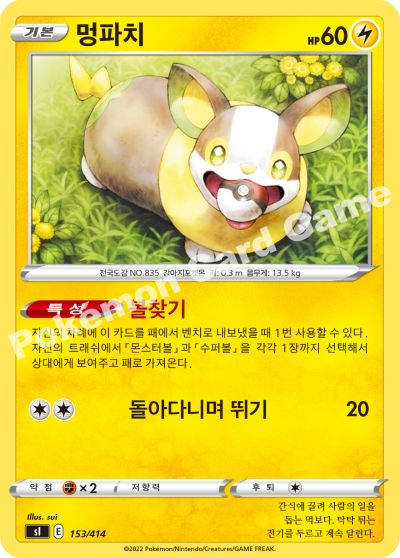 기본 멍파치 HP60
전국도감 NO.835 강아지포켓몬 키: 0.3 m 몸무게: 13.5 kg
특성 볼찾기
자신의 차례에 이 카드를 패에서 벤치로 내보냈을 때 1번 사용할 수 있다.
자신의 트래쉬에서 「몬스터볼」과 「수퍼볼」을 각각 1장까지 선택해서
상대에게 보여주고 패로 가져온다.
돌아다니며 뛰기 20
약점 ×2 저항력 후퇴
Illus. sui
sI E 153/414
간식에 끌려 사람의 일을
돕는 먹보다. 탁탁 튀는
전기를 두르고 계속 달린다.
©2022 Pokémon/Nintendo/Creatures/GAME FREAK.
Pokémon Card Game